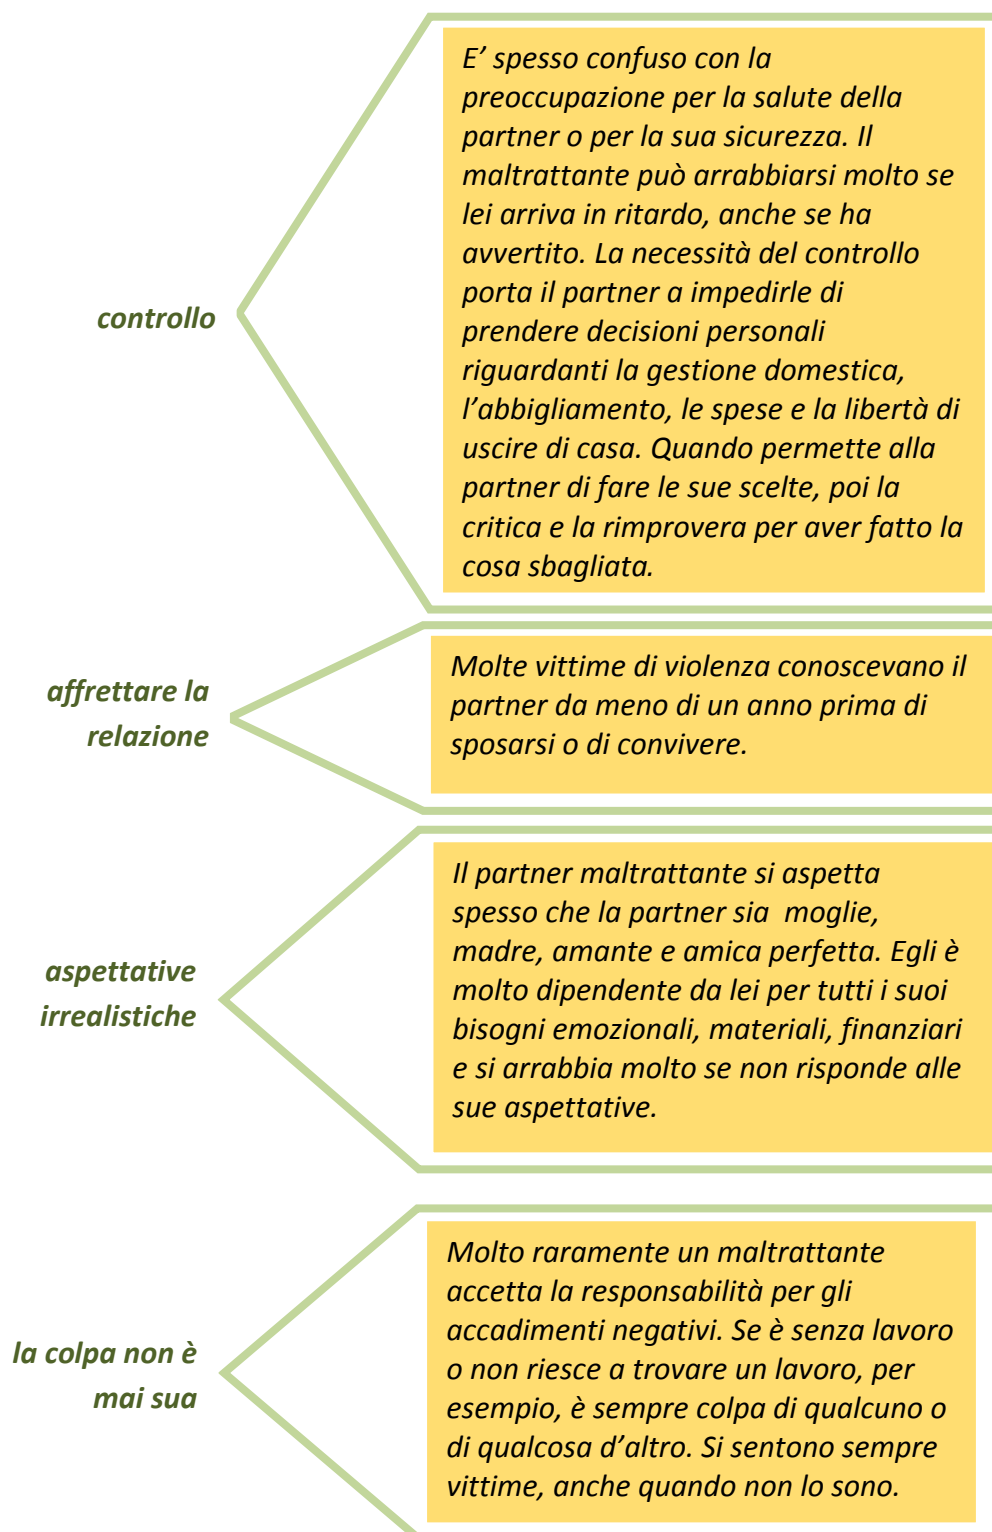 controllo
E’ spesso confuso con la
preoccupazione per la salute della
partner o per la sua sicurezza. Il
maltrattante può arrabbiarsi molto se
lei arriva in ritardo, anche se ha
avvertito. La necessità del controllo
porta il partner a impedirle di
prendere decisioni personali
riguardanti la gestione domestica,
l’abbigliamento, le spese e la libertà di
uscire di casa. Quando permette alla
partner di fare le sue scelte, poi la
critica e la rimprovera per aver fatto la
cosa sbagliata.
affrettare la
relazione
Molte vittime di violenza conoscevano il
partner da meno di un anno prima di
sposarsi o di convivere.
aspettative
irrealistiche
Il partner maltrattante si aspetta
spesso che la partner sia  moglie,
madre, amante e amica perfetta. Egli è
molto dipendente da lei per tutti i suoi
bisogni emozionali, materiali, finanziari
e si arrabbia molto se non risponde alle
sue aspettative.
la colpa non è
mai sua
Molto raramente un maltrattante
accetta la responsabilità per gli
accadimenti negativi. Se è senza lavoro
o non riesce a trovare un lavoro, per
esempio, è sempre colpa di qualcuno o
di qualcosa d’altro. Si sentono sempre
vittime, anche quando non lo sono.